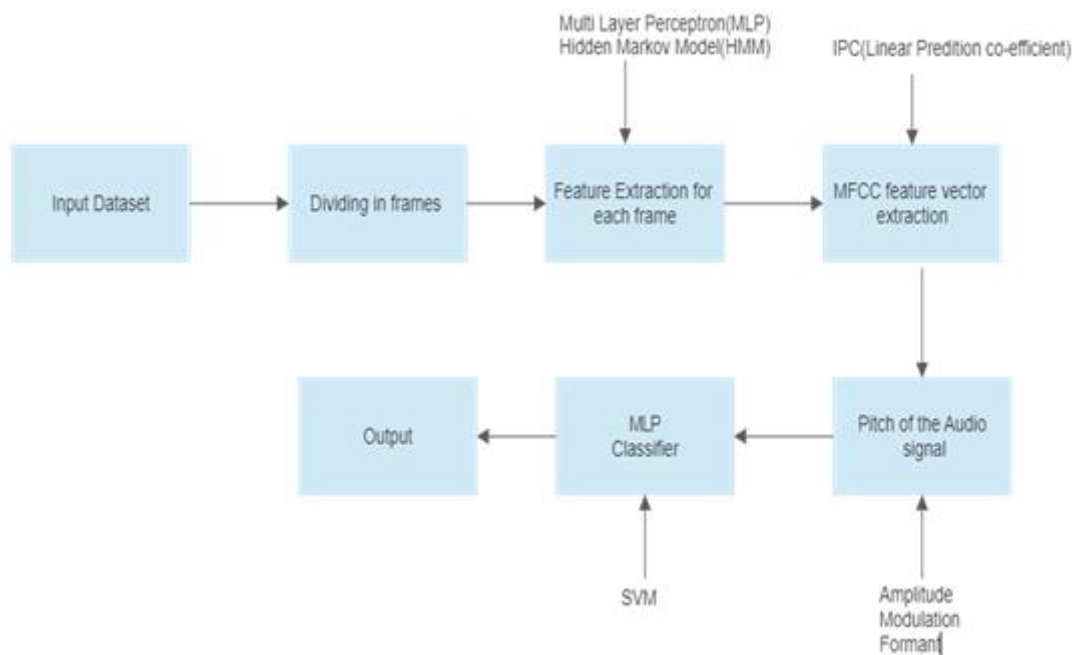 Multi Layer Perceptron(MLP)
Hidden Markov Model(HMM)
IPC(Linear Predition co-efficient)
Input Dataset
Dividing in frames
Feature Extraction for
each frame
MFCC feature vector
extraction
Output
MLP
Classifier
Pitch of the Audio
signal
SVM
Amplitude
Modulation
Formant